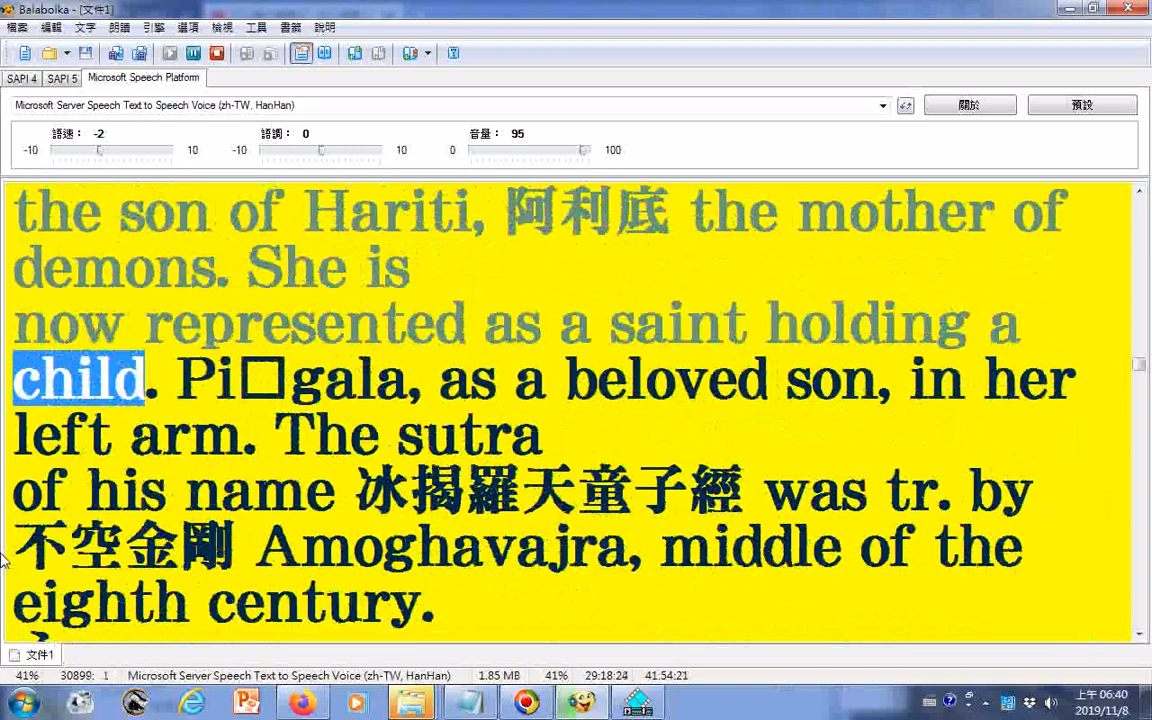 Balabolka - [文件1]
檔案 編輯 文字 朗讀 引擎 選項 檢視 工具 書籤 說明
SAPI 4 SAPI 5 Microsoft Speech Platform
Microsoft Server Speech Text to Speech Voice (zh-TW, HanHan) 關於 預設
語速： -2 語調： 0 音量： 95
-10 10 -10 10 0 100
the son of Hariti, 阿利底 the mother of
demons. She is
now represented as a saint holding a
child. Pi□gala, as a beloved son, in her
left arm. The sutra
of his name 冰揭羅天童子經 was tr. by
不空金剛 Amoghavajra, middle of the
eighth century.
文件1
41% 30899: 1 Microsoft Server Speech Text to Speech Voice (zh-TW, HanHan) 1.85 MB 41% 29:18:24 41:54:21
上午 06:40
2019/11/8